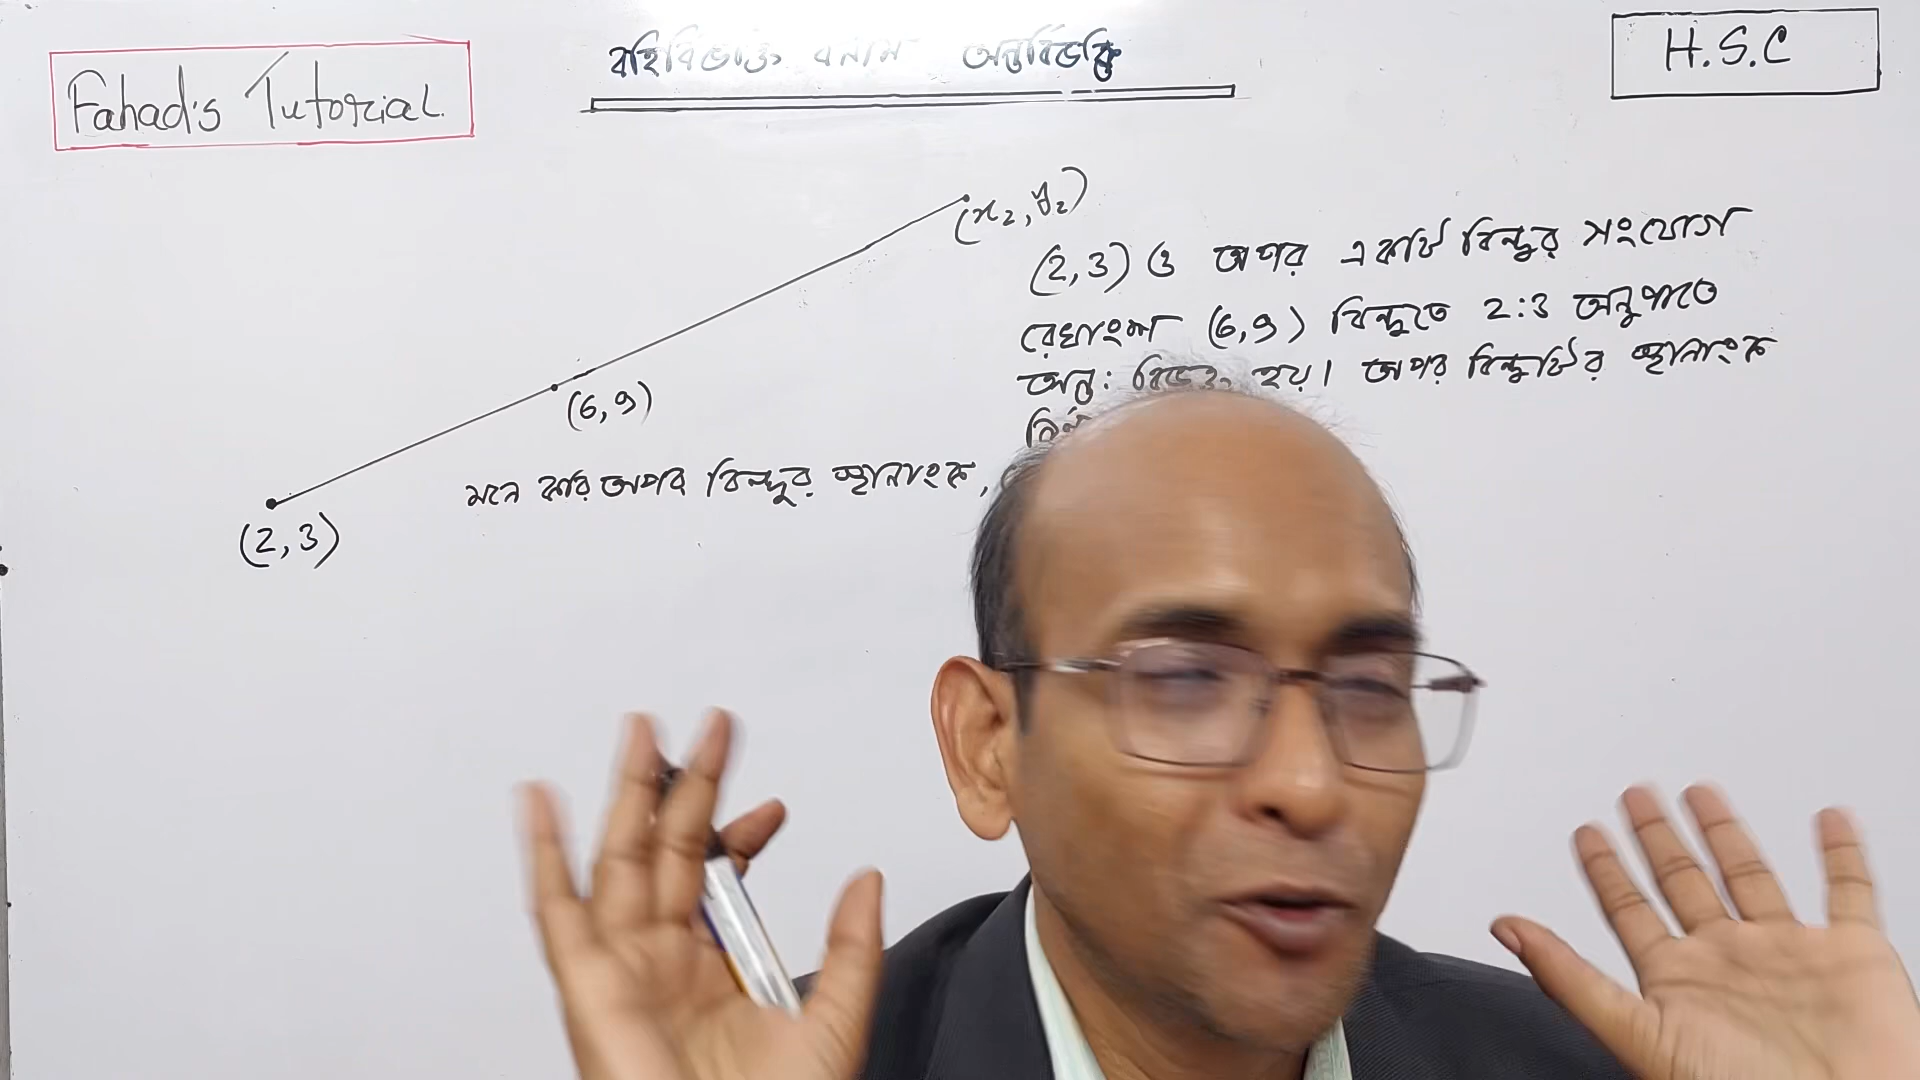 Fahad's Tutorial
বহির্বিভক্তি বনাম অন্তর্বিভক্তি
H.S.C
(x₂, y₂)
(2,3) ও অপর একটি বিন্দুর সংযোগ
রেখাংশ (6,9) বিন্দুতে 2:3 অনুপাতে
অন্তঃ বিভক্ত হয়। অপর বিন্দুটির স্থানাংক
(6,9)
মনে করি অপর বিন্দুর স্থানাংক,
(2,3)